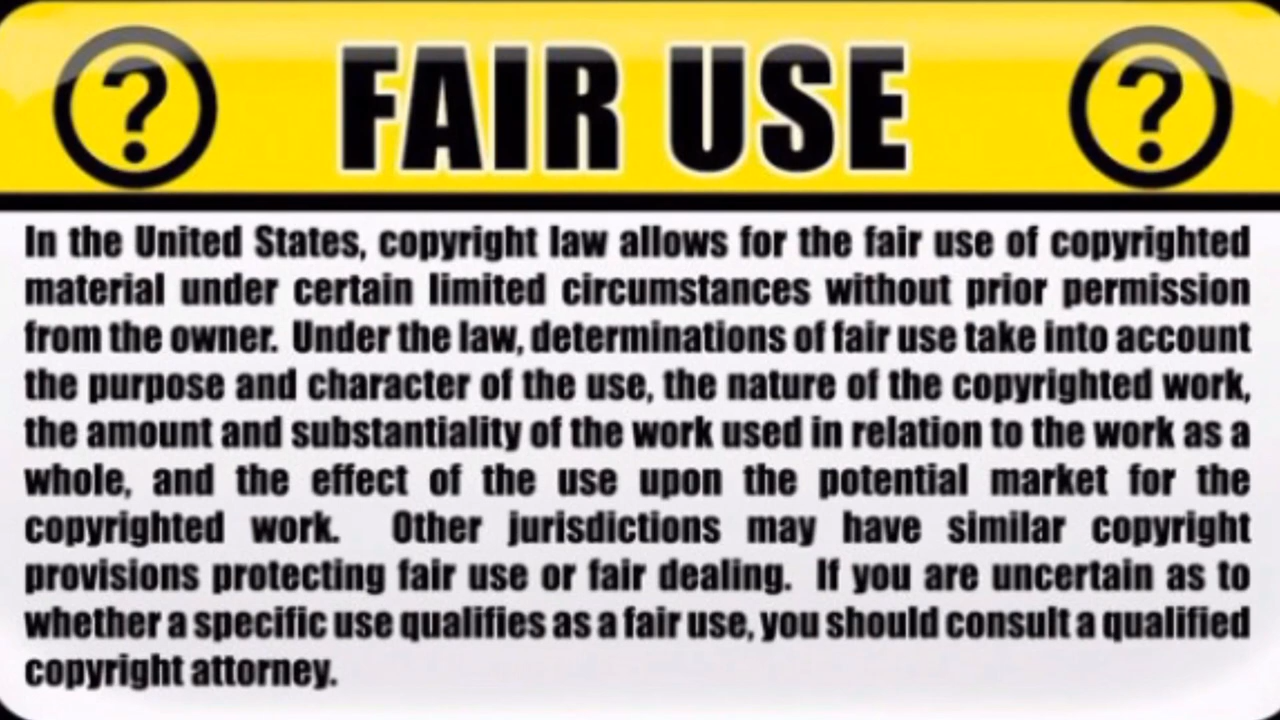 FAIR USE
In the United States, copyright law allows for the fair use of copyrighted
material under certain limited circumstances without prior permission
from the owner. Under the law, determinations of fair use take into account
the purpose and character of the use, the nature of the copyrighted work,
the amount and substantiality of the work used in relation to the work as a
whole, and the effect of the use upon the potential market for the
copyrighted work. Other jurisdictions may have similar copyright
provisions protecting fair use or fair dealing. If you are uncertain as to
whether a specific use qualifies as a fair use, you should consult a qualified
copyright attorney.